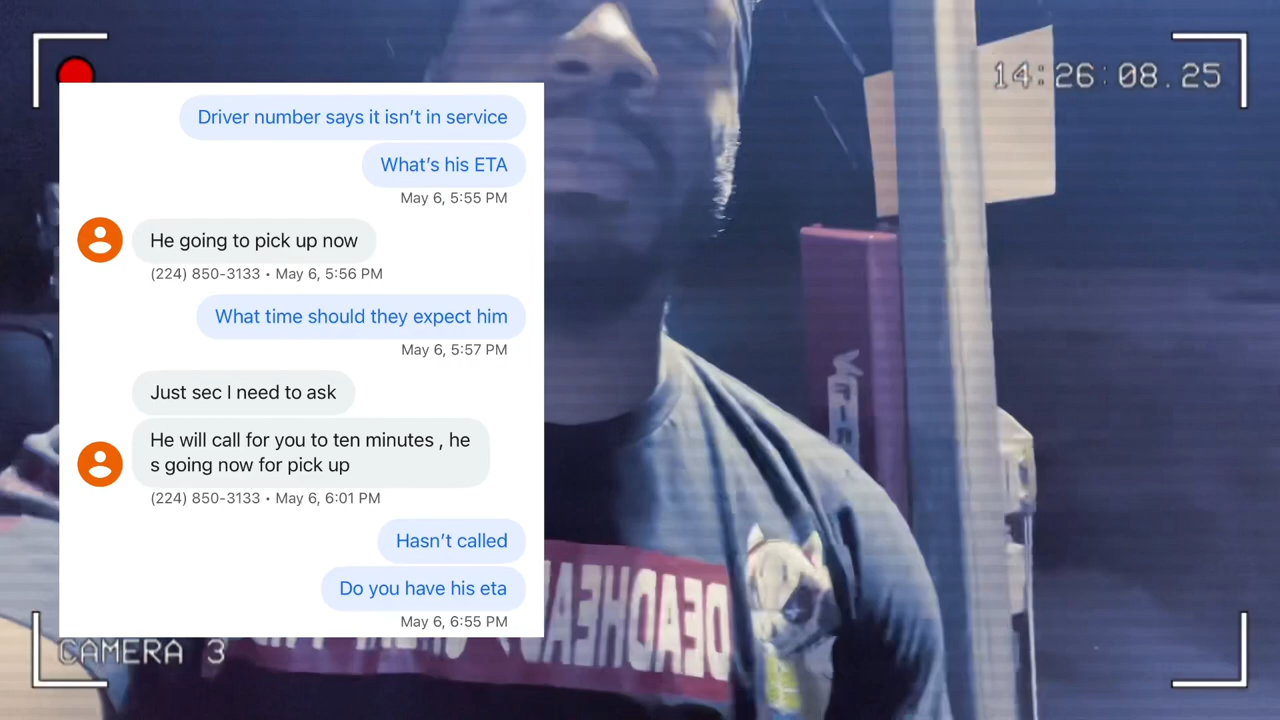 14:26:08.25
Driver number says it isn't in service
What's his ETA
May 6, 5:55 PM
He going to pick up now
(224) 850-3133 • May 6, 5:56 PM
What time should they expect him
May 6, 5:57 PM
Just sec I need to ask
He will call for you to ten minutes , he
s going now for pick up
(224) 850-3133 • May 6, 6:01 PM
Hasn't called
Do you have his eta
May 6, 6:55 PM
CAMERA 3